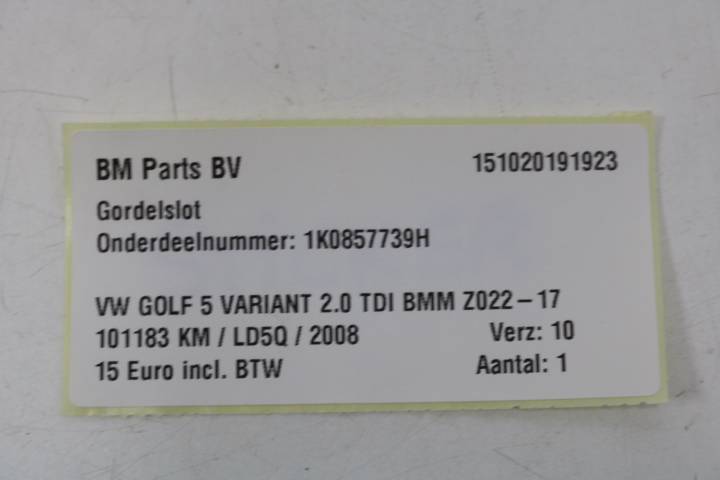 BM Parts BV 151020191923
Gordelslot
Onderdeelnummer: 1K0857739H
VW GOLF 5 VARIANT 2.0 TDI BMM Z022-17
101183 KM / LD5Q / 2008 Verz: 10
15 Euro incl. BTW Aantal: 1